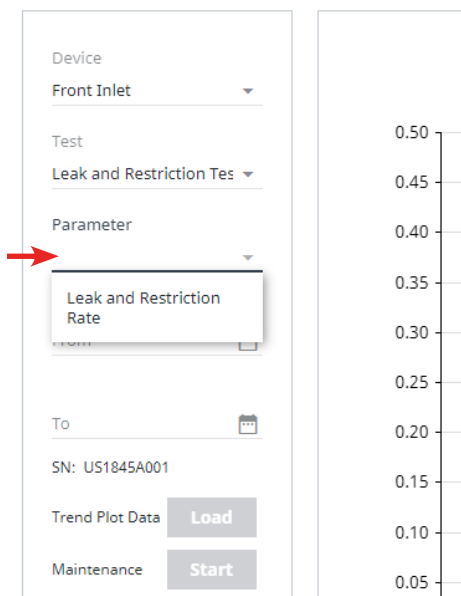 Device
Front Inlet
Test
Leak and Restriction Tes
Parameter
Leak and Restriction
Rate
From
To
SN: US1845A001
Trend Plot Data Load
Maintenance Start
0.50
0.45
0.40
0.35
0.30
0.25
0.20
0.15
0.10
0.05